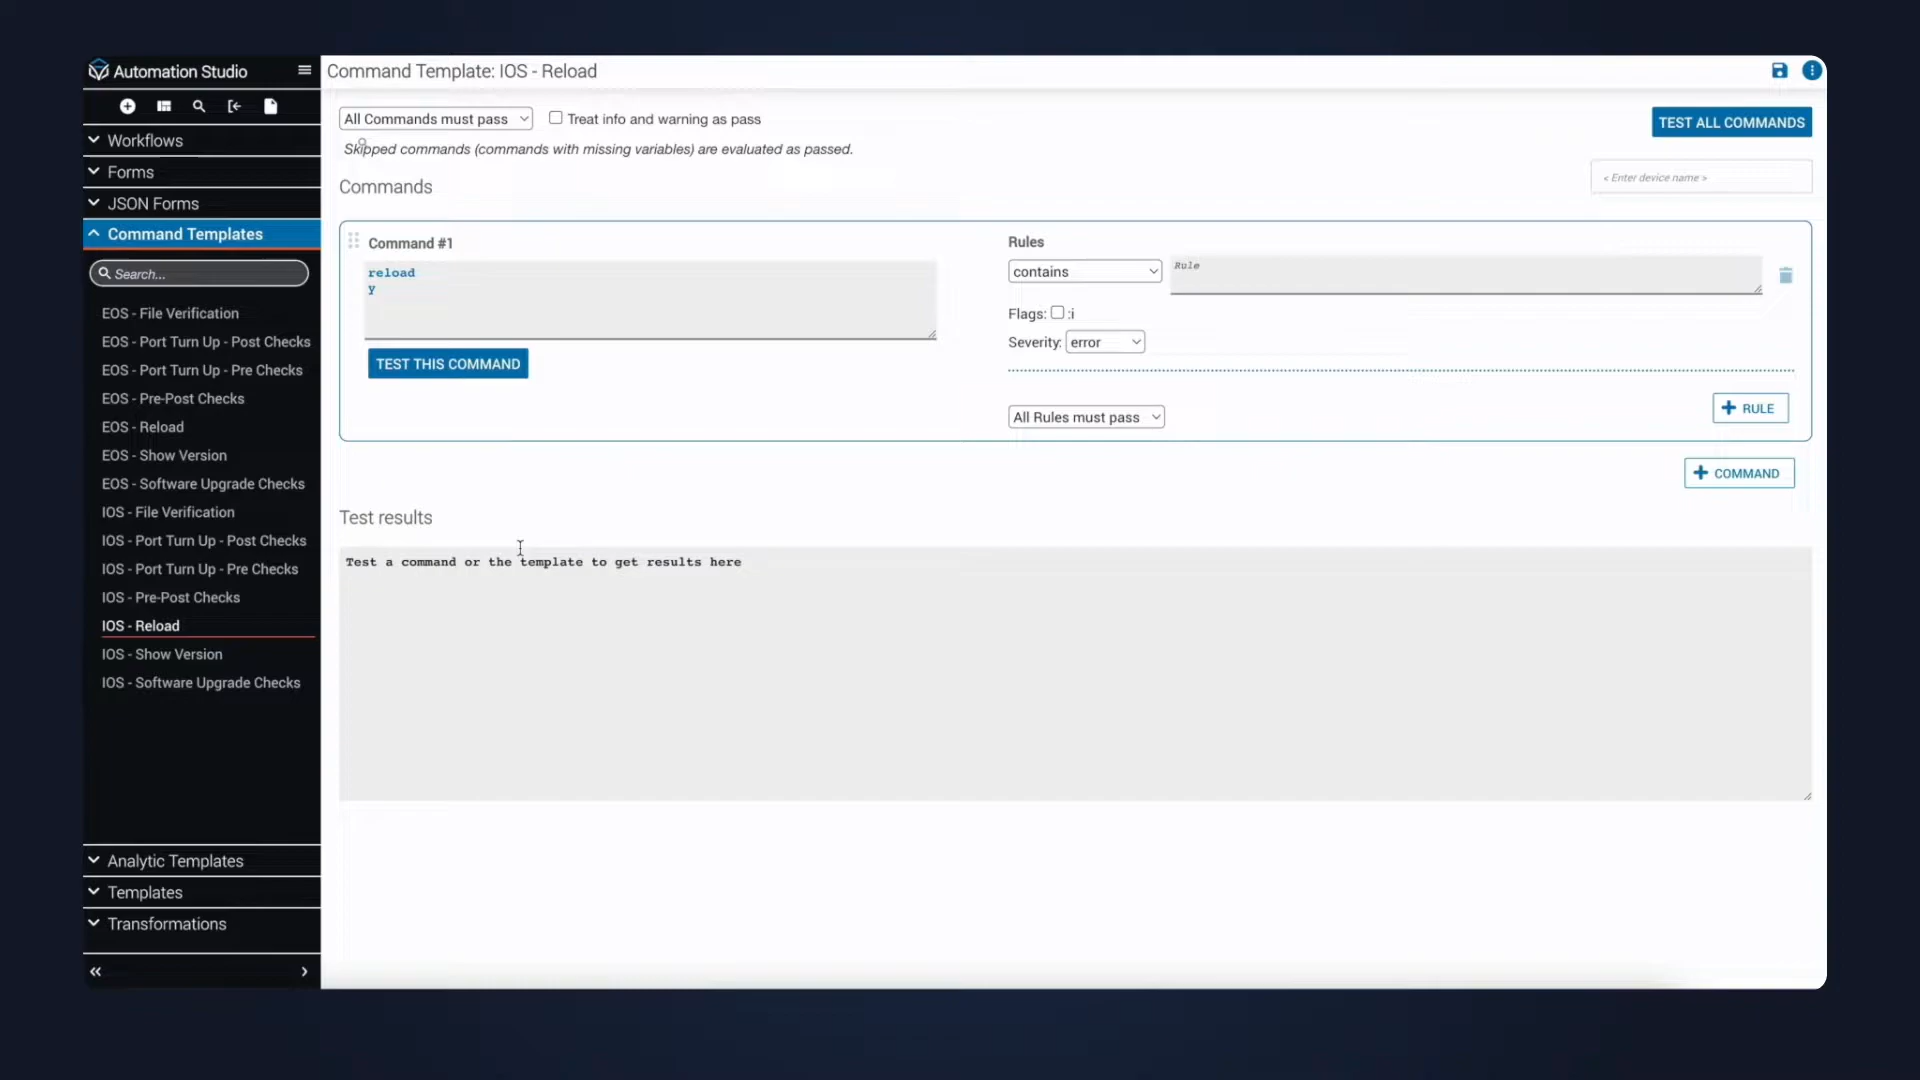 Automation Studio
Workflows
Forms
JSON Forms
Command Templates
Search...
EOS - File Verification
EOS - Port Turn Up - Post Checks
EOS - Port Turn Up - Pre Checks
EOS - Pre-Post Checks
EOS - Reload
EOS - Show Version
EOS - Software Upgrade Checks
IOS - File Verification
IOS - Port Turn Up - Post Checks
IOS - Port Turn Up - Pre Checks
IOS - Pre-Post Checks
IOS - Reload
IOS - Show Version
IOS - Software Upgrade Checks
Analytic Templates
Templates
Transformations
Command Template: IOS - Reload
All Commands must pass
Treat info and warning as pass
TEST ALL COMMANDS
Skipped commands (commands with missing variables) are evaluated as passed.
< Enter device name >
Commands
Command #1
reload
y
TEST THIS COMMAND
Rules
contains
Rule
Flags: :i
Severity: error
All Rules must pass
+ RULE
+ COMMAND
Test results
Test a command or the template to get results here